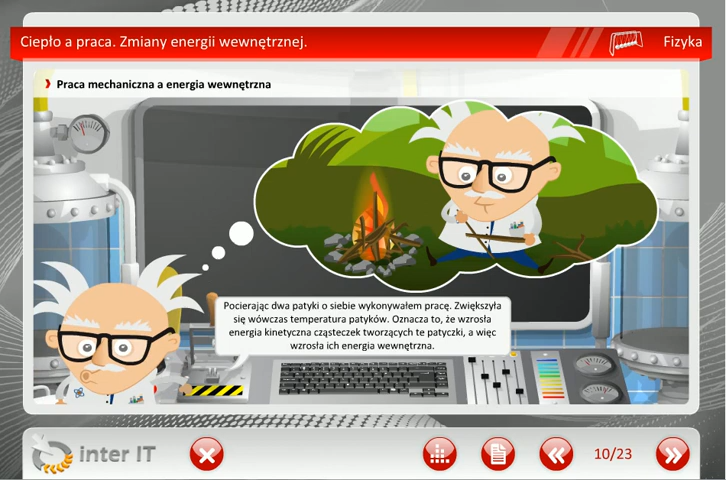 Ciepło a praca. Zmiany energii wewnętrznej.
Fizyka
Praca mechaniczna a energia wewnętrzna
Pocierając dwa patyki o siebie wykonywałem pracę. Zwiększyła
się wówczas temperatura patyków. Oznacza to, że wzrosła
energia kinetyczna cząsteczek tworzących te patyczki, a więc
wzrosła ich energia wewnętrzna.
inter IT
10/23